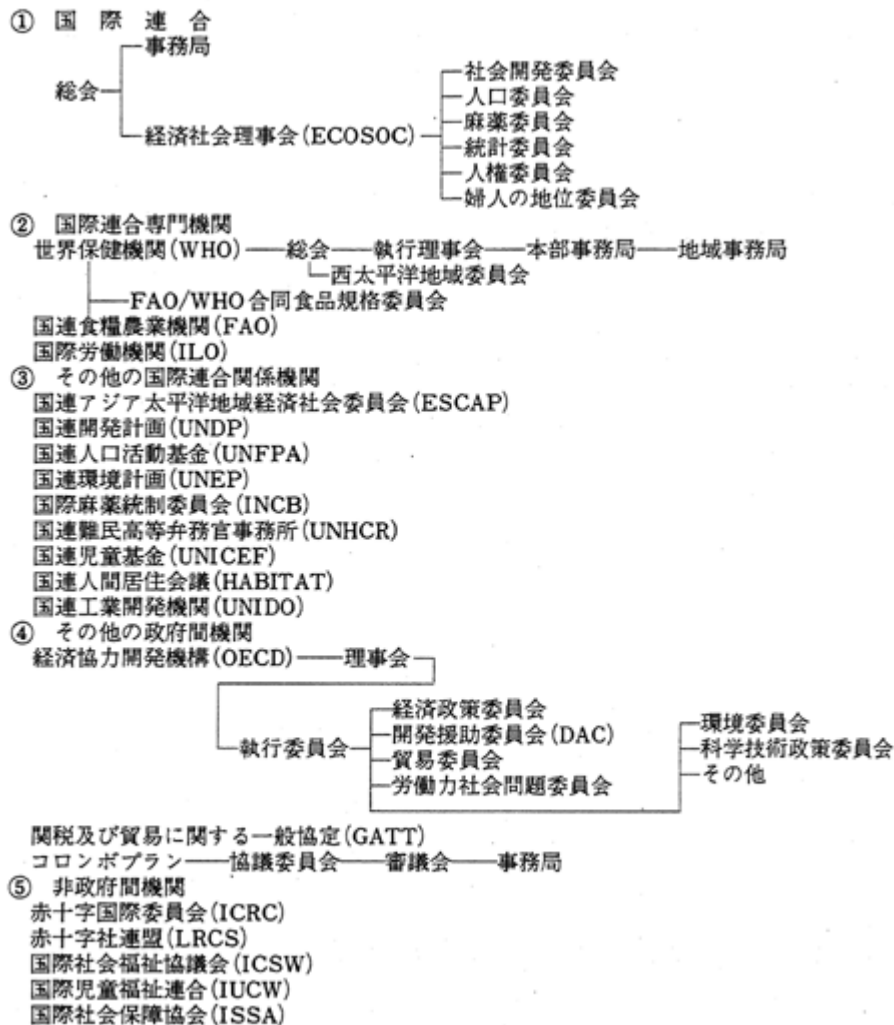 ① 国際連合
事務局
総会
経済社会理事会(ECOSOC)
社会開発委員会
人口委員会
麻薬委員会
統計委員会
人権委員会
婦人の地位委員会
② 国際連合専門機関
世界保健機関(WHO) 総会 執行理事会 本部事務局 地域事務局
西太平洋地域委員会
FAO/WHO合同食品規格委員会
国連食糧農業機関(FAO)
国際労働機関(ILO)
③ その他の国際連合関係機関
国連アジア太平洋地域経済社会委員会(ESCAP)
国連開発計画(UNDP)
国連人口活動基金(UNFPA)
国連環境計画(UNEP)
国際麻薬統制委員会(INCB)
国連難民高等弁務官事務所(UNHCR)
国連児童基金(UNICEF)
国連人間居住会議(HABITAT)
国連工業開発機関(UNIDO)
④ その他の政府間機関
経済協力開発機構(OECD) 理事会
執行委員会
経済政策委員会
開発援助委員会(DAC)
貿易委員会
労働力社会問題委員会
環境委員会
科学技術政策委員会
その他
関税及び貿易に関する一般協定(GATT)
コロンボプラン 協議委員会 審議会 事務局
⑤ 非政府間機関
赤十字国際委員会(ICRC)
赤十字社連盟(LRCS)
国際社会福祉協議会(ICSW)
国際児童福祉連合(IUCW)
国際社会保障協会(ISSA)